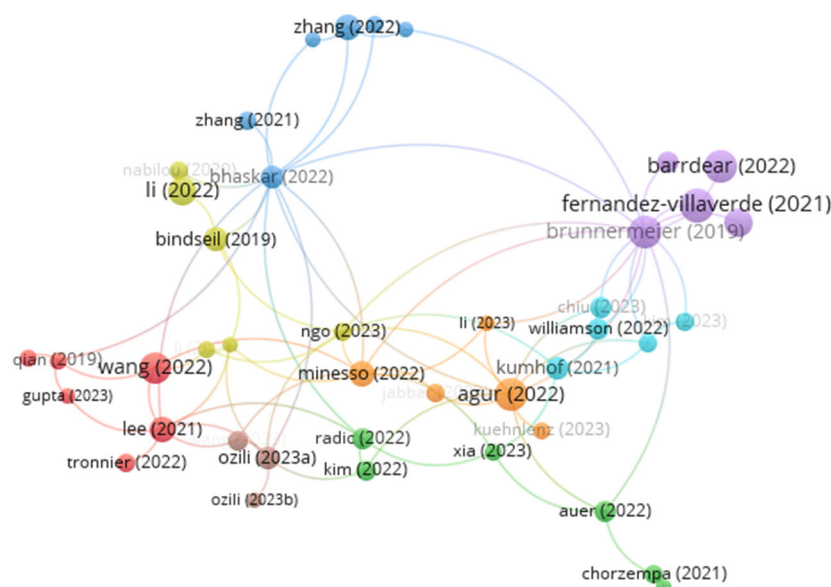 zhang (2022)
zhang (2021)
barrdear (2022)
nabilou (2020)
bhaskar (2022)
li (2022)
fernandez-villaverde (2021)
brunnermeier (2019)
bindseil (2019)
chiu (2023)
(2023)
li (2023)
williamson (2022)
ngo (2023)
qian (2019)
wang (2022)
minesso (2022)
kumhof (2021)
gupta (2023)
agur (2022)
lee (2021)
kuehnlenz (2023)
radic (2022)
xia (2023)
tronnier (2022)
ozili (2023a)
kim (2022)
ozili (2023b)
auer (2022)
chorzempa (2021)